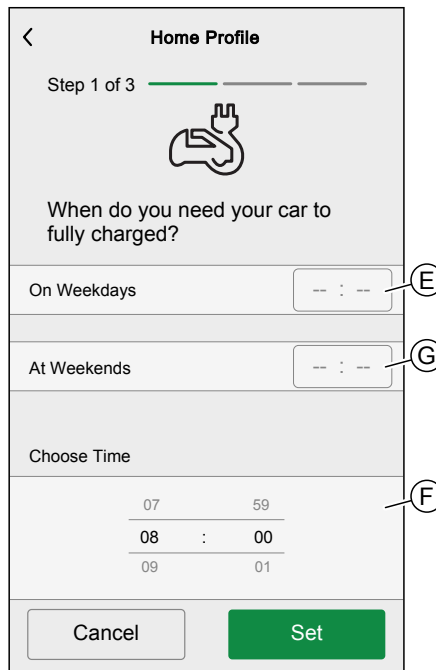 Home Profile
Step 1 of 3
When do you need your car to
fully charged?
On Weekdays -- : -- E
At Weekends -- : -- G
Choose Time
F
07 59
08 : 00
09 01
Cancel Set